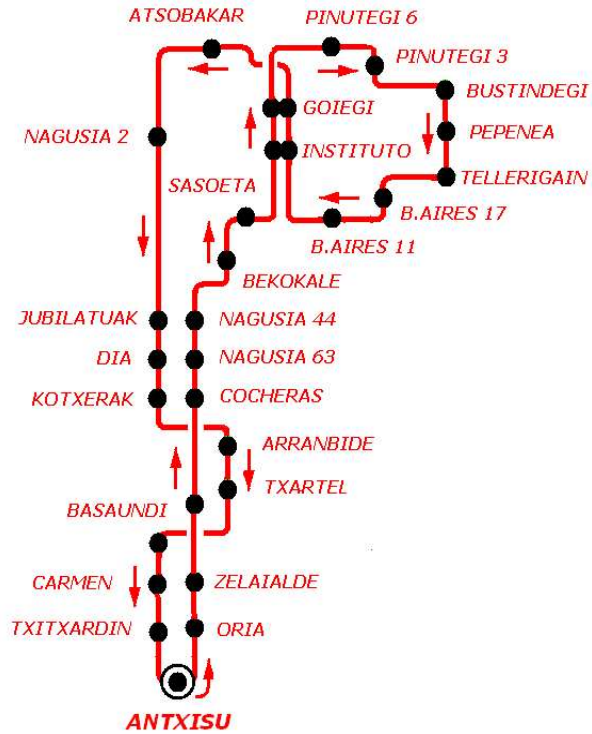 ATSOBAKAR
PINUTEGI 6
PINUTEGI 3
BUSTINDEGI
GOIEGI
PEPENEA
NAGUSIA 2
INSTITUTO
TELLERIGAIN
SASOETA
B.AIRES 17
B.AIRES 11
BEKOKALE
JUBILATUAK
NAGUSIA 44
DIA
NAGUSIA 63
KOTXERAK
COCHERAS
ARRANBIDE
TXARTEL
BASAUNDI
CARMEN
ZELAIALDE
TXITXARDIN
ORIA
ANTXISU